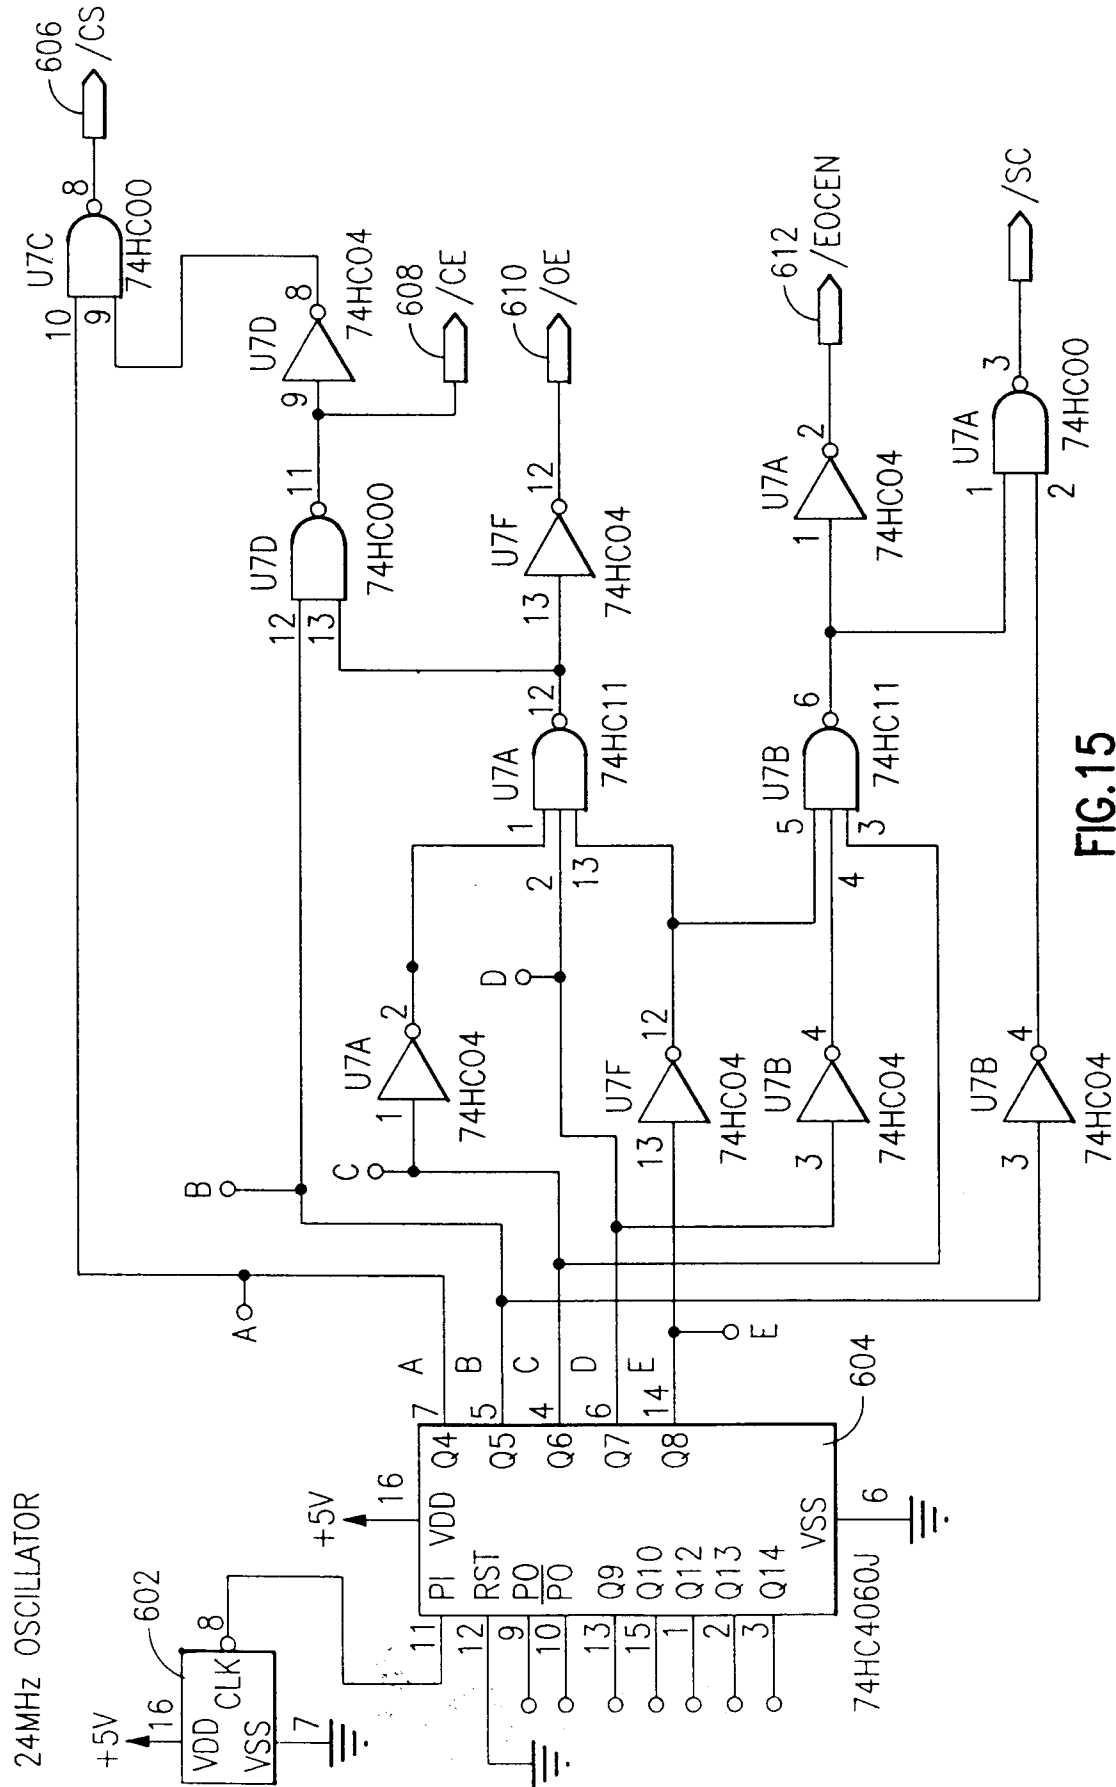 24MHz OSCILLATOR
+5V
16
602
VDD
CLK
8
VSS
7
+5V
16
11
PI
VDD
Q4
7
A
12
RST
Q5
5
B
9
PO
Q6
4
C
10
PO
Q7
6
D
13
Q9
Q8
14
E
15
Q10
1
Q12
2
Q13
3
Q14
VSS
6
604
74HC4060J
A
B
C
D
E
1
U7A
2
74HC04
13
U7F
12
74HC04
3
U7B
4
74HC04
3
U7B
4
74HC04
1
2
13
U7A
12
74HC11
5
4
3
U7B
6
74HC11
12
13
U7D
11
74HC00
13
U7F
12
74HC04
9
U7D
8
74HC04
10
9
U7C
8
74HC00
606
/CS
608
/CE
610
/OE
1
U7A
2
74HC04
612
/EOCEN
1
2
U7A
3
74HC00
/SC
FIG.15